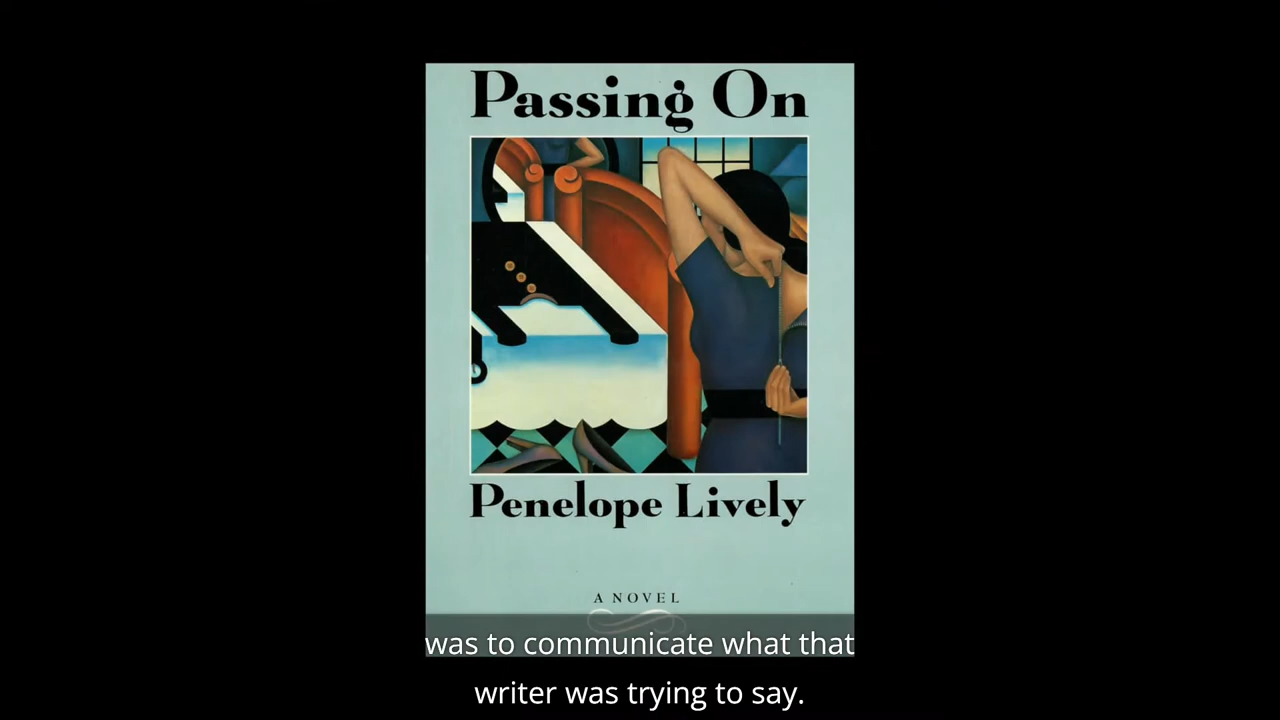 Passing On
Penelope Lively
A NOVEL
was to communicate what that
writer was trying to say.